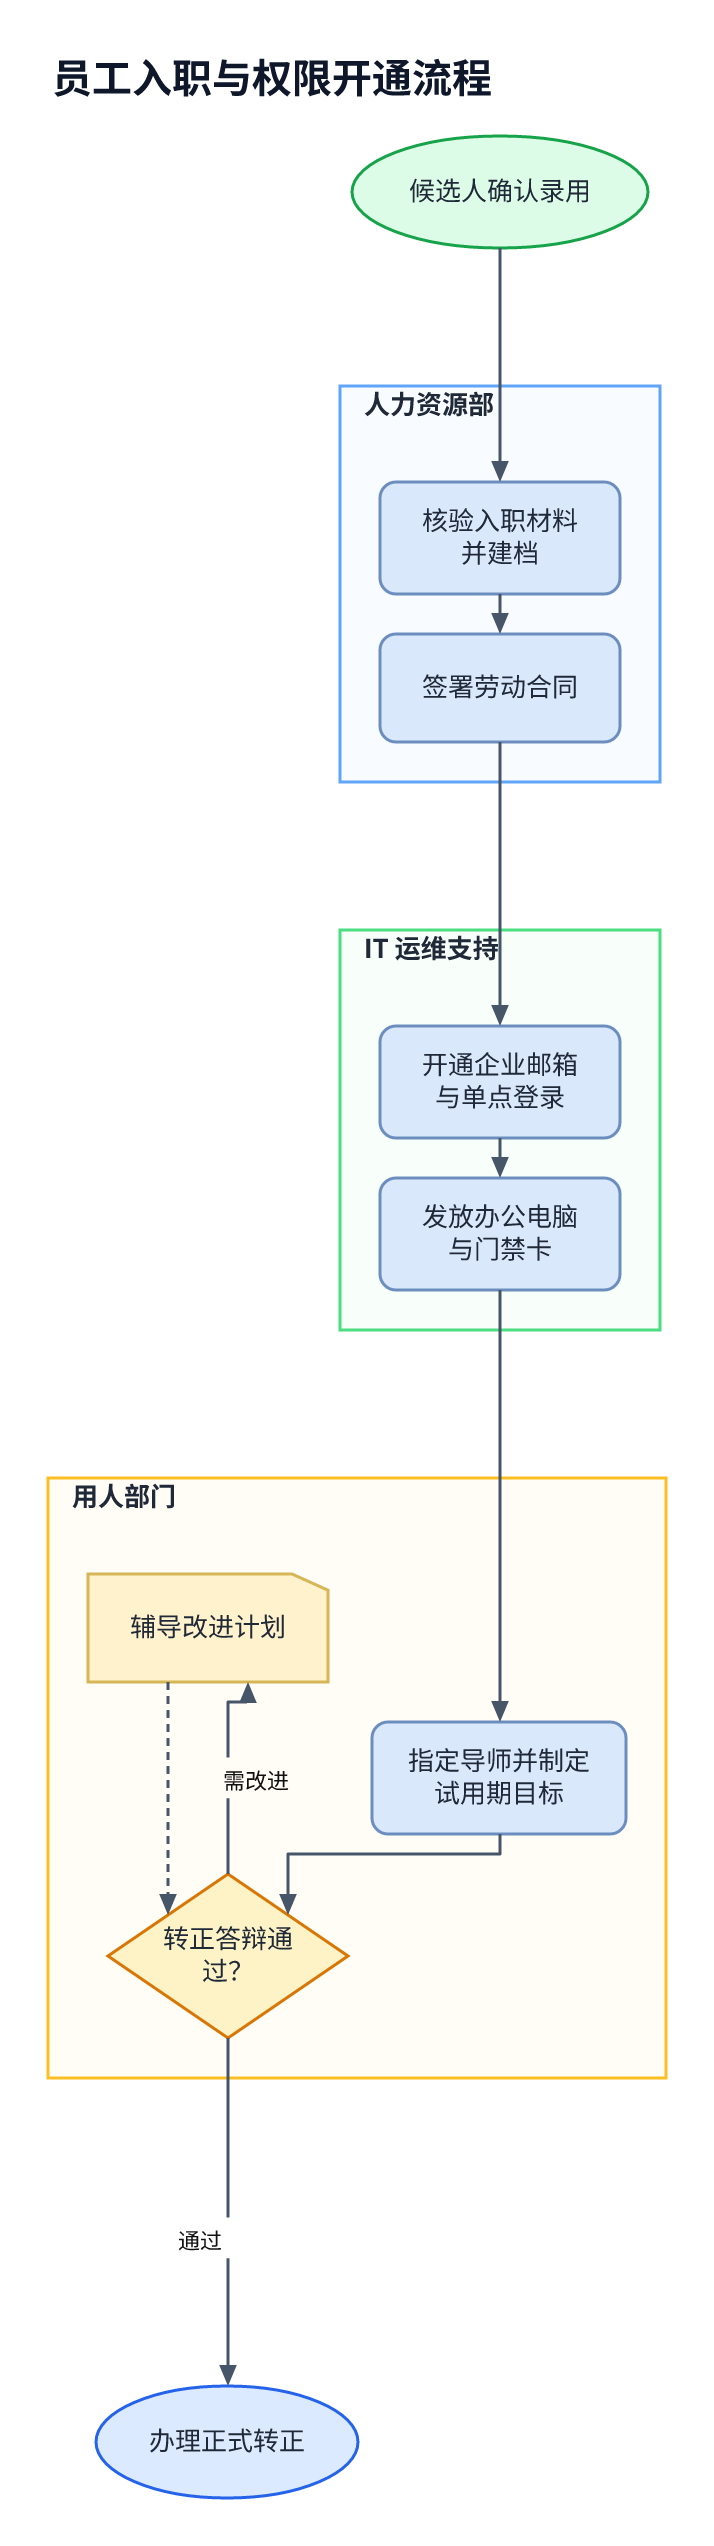 员工入职与权限开通流程
候选人确认录用
人力资源部
核验入职材料
并建档
签署劳动合同
IT 运维支持
开通企业邮箱
与单点登录
发放办公电脑
与门禁卡
用人部门
辅导改进计划
需改进
指定导师并制定
试用期目标
转正答辩通
过？
通过
办理正式转正